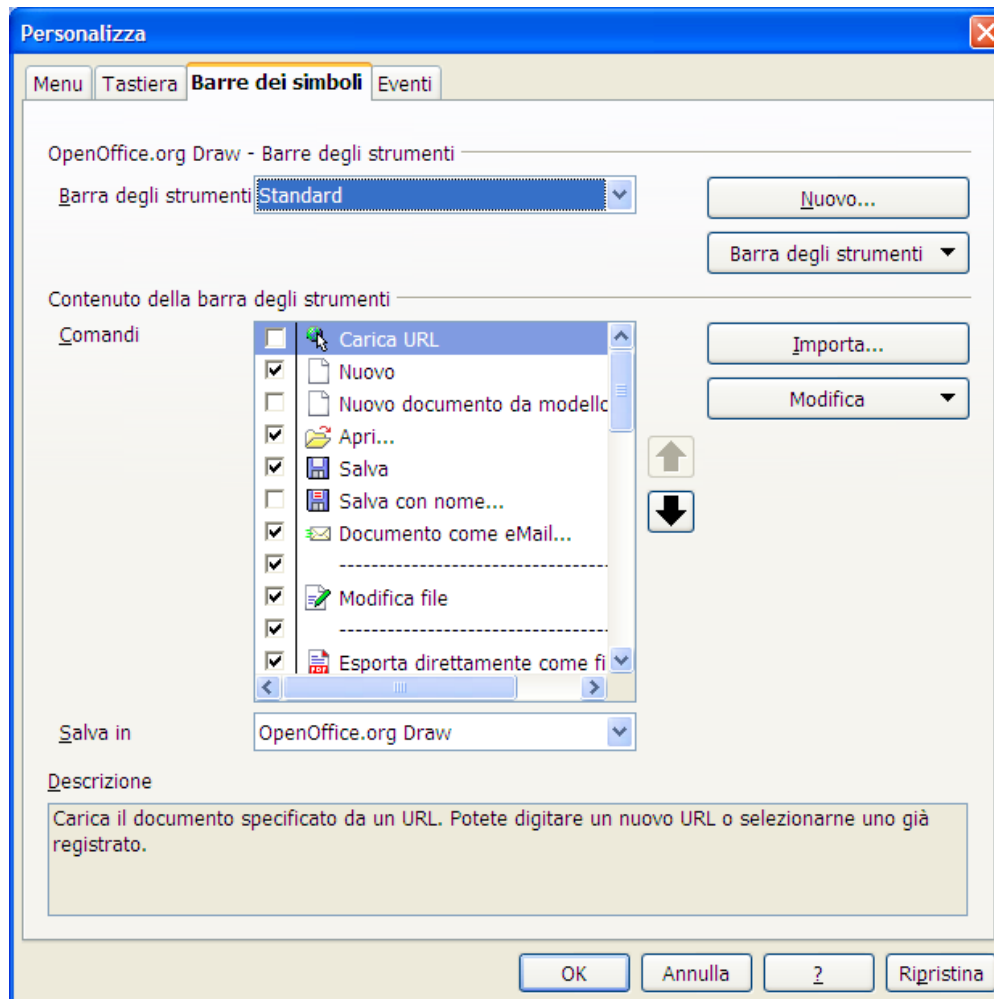 Personalizza
Menu Tastiera Barre dei simboli Eventi
OpenOffice.org Draw - Barre degli strumenti
Barra degli strumenti Standard Nuovo...
Barra degli strumenti
Contenuto della barra degli strumenti
Comandi Carica URL Importa...
Nuovo
Nuovo documento da modello Modifica
Apri...
Salva
Salva con nome...
Documento come eMail...
---------------------------------
Modifica file
---------------------------------
PDF Esporta direttamente come fi
Salva in OpenOffice.org Draw
Descrizione
Carica il documento specificato da un URL. Potete digitare un nuovo URL o selezionarne uno già
registrato.
OK Annulla ? Ripristina